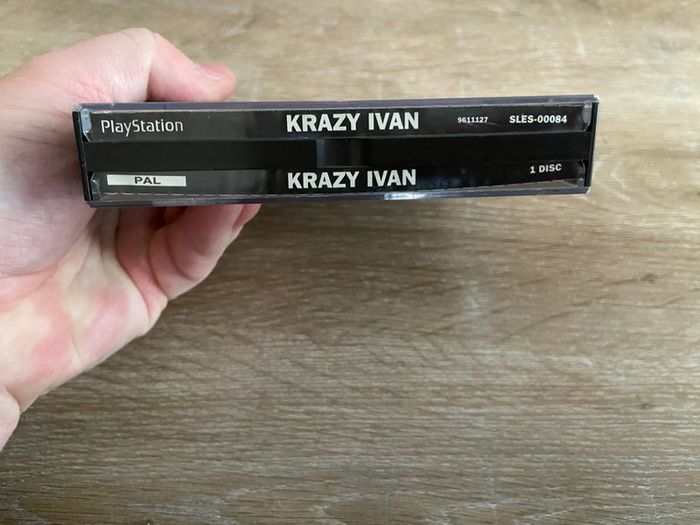 PlayStation KRAZY IVAN 9611127 SLES-00084
PAL KRAZY IVAN 1 DISC